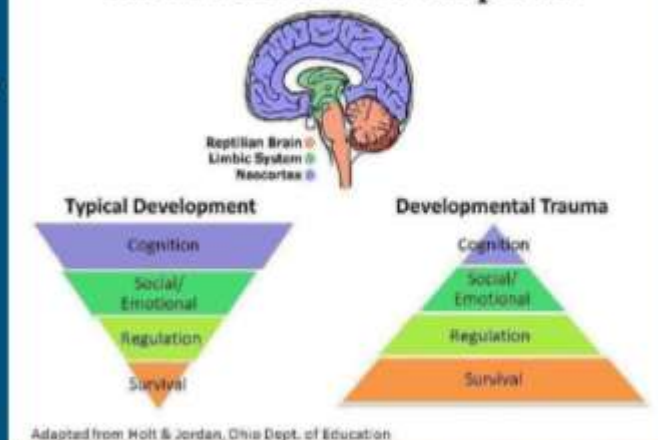 Reptilian Brain
Limbic System
Neocortex
Typical Development
Developmental Trauma
Cognition
Social/
Emotional
Regulation
Survival
Cognition
Social/
Emotional
Regulation
Survival
Adapted from Holt & Jordan, Ohio Dept. of Education